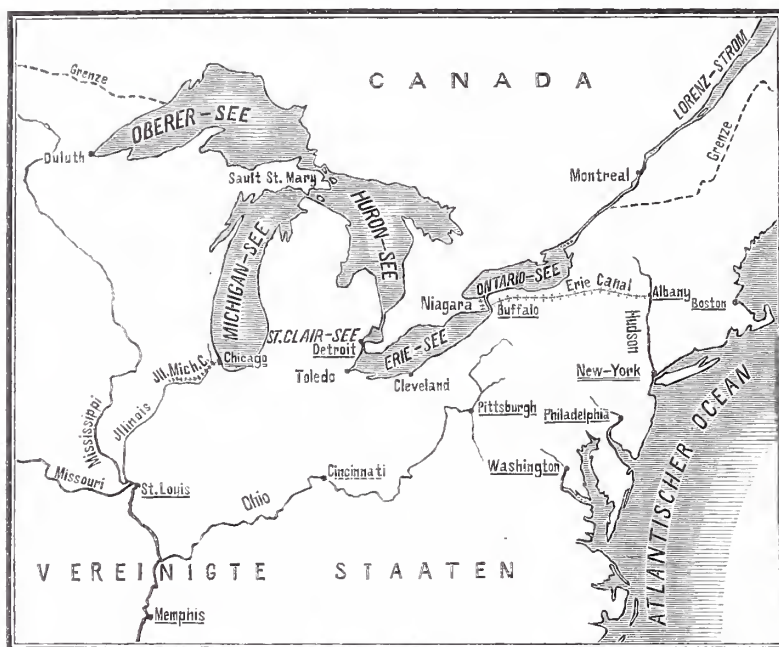 CANADA
Grenze
OBERER-SEE
LORENZ-STROM
Duluth
Grenze
Sault St. Mary
Montreal
HURON-SEE
MICHIGAN-SEE
ONTARIO-SEE
Niagara
Erie Canal
Albany
Boston
Buffalo
ST.CLAIR-SEE
Detroit
ERIE-SEE
Hudson
Jll.Mich.C.
Chicago
Toledo
Cleveland
New-York
Mississippi
Jllinois
Pittsburgh
Philadelphia
ATLANTISCHER OCEAN
Missouri
St. Louis
Cincinnati
Washington
Ohio
VEREINIGTE STAATEN
Memphis